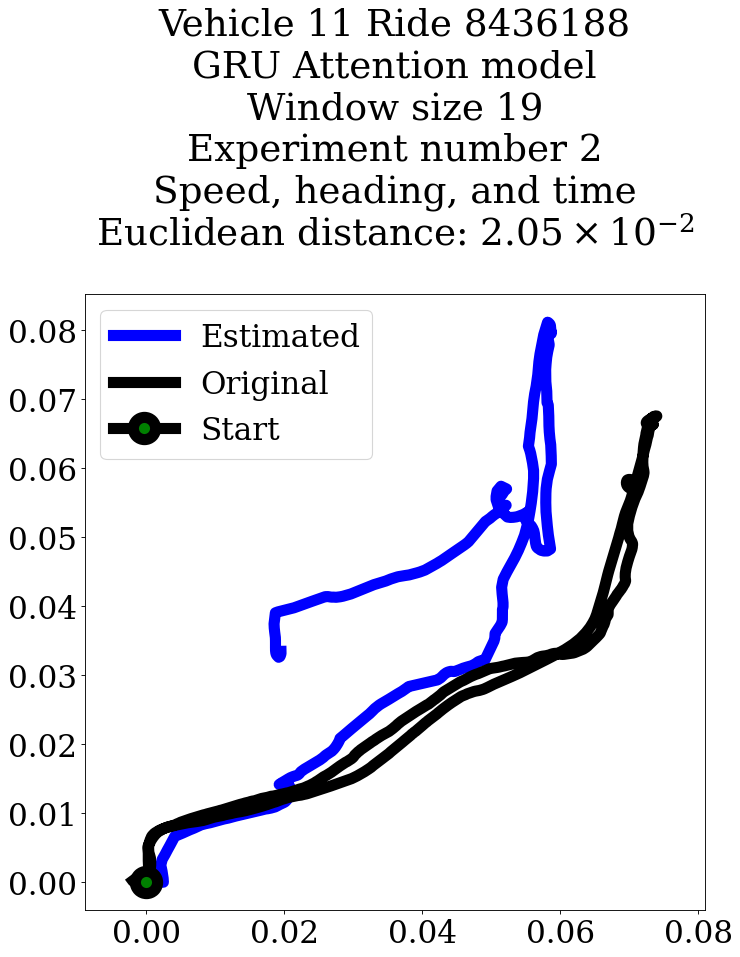 Vehicle 11 Ride 8436188
GRU Attention model
Window size 19
Experiment number 2
Speed, heading, and time
Euclidean distance: 2.05 × 10⁻²
Estimated
Original
Start
0.08
0.07
0.06
0.05
0.04
0.03
0.02
0.01
0.00
0.00 0.02 0.04 0.06 0.08